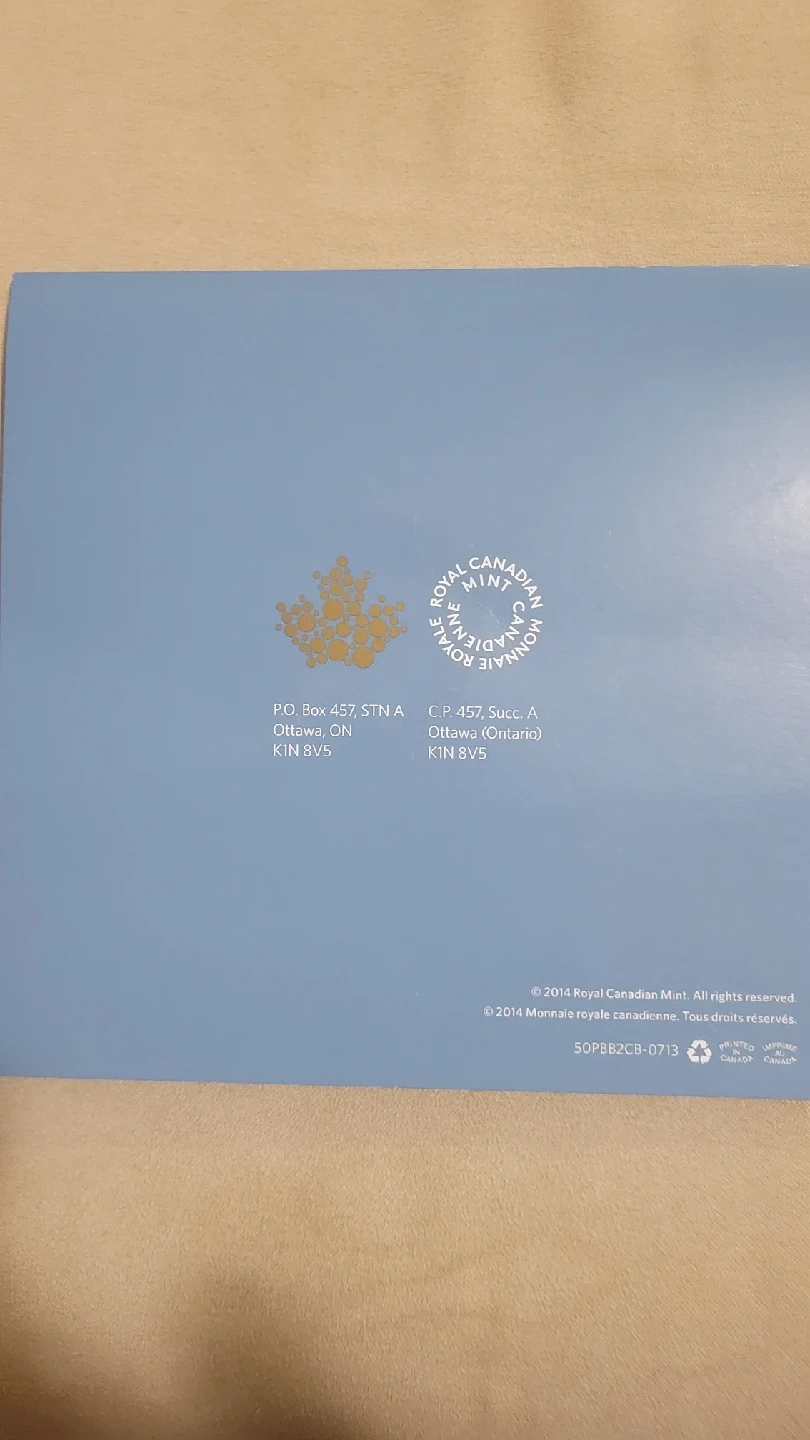 ROYAL CANADIAN MINT
MONNAIE ROYALE CANADIENNE
P.O. Box 457, STN A
Ottawa, ON
K1N 8V5
C.P. 457, Succ. A
Ottawa (Ontario)
K1N 8V5
© 2014 Royal Canadian Mint. All rights reserved.
© 2014 Monnaie royale canadienne. Tous droits réservés.
50PBB2CB-0713
PRINTED
IN
CANADA
IMPRIMÉ
AU
CANADA